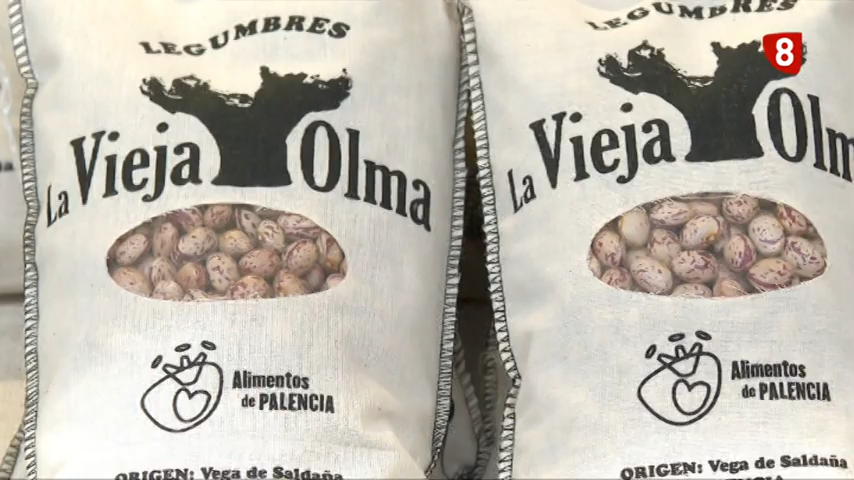 LEGUMBRES
La Vieja Olma
Alimentos
de PALENCIA
ORIGEN: Vega de Saldaña
LEGUMBRES
La Vieja Olm
Alimentos
de PALENCIA
ORIGEN: Vega de Saldaña
8